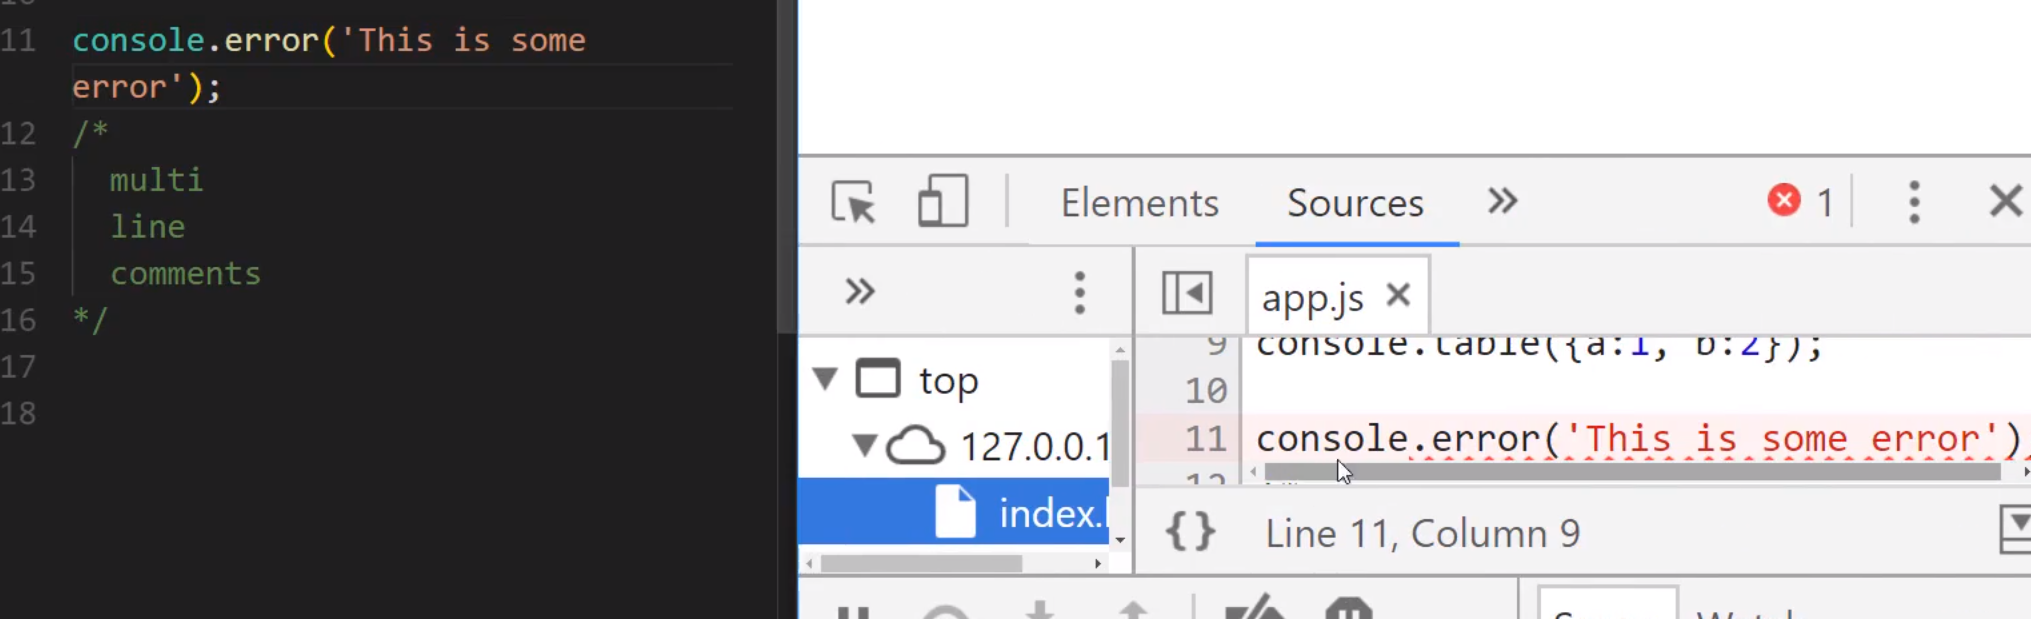 11 console.error('This is some
error');
12 /*
13 multi
14 line
15 comments
16 */
17
18
Elements Sources 1
app.js
top
127.0.0.1
index.
9 console.table({a:1, b:2});
10
11 console.error('This is some error')
12
{} Line 11, Column 9